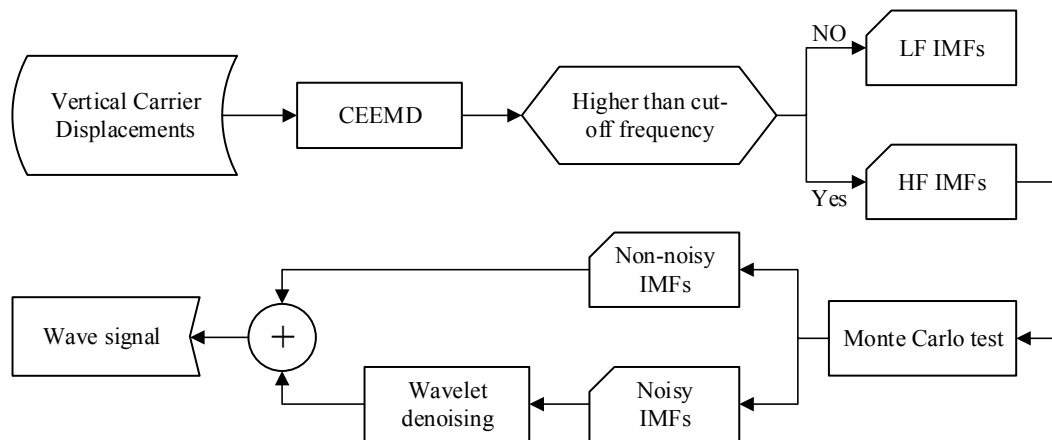 Vertical Carrier
Displacements
CEEMD
Higher than cut-
off frequency
NO
LF IMFs
Yes
HF IMFs
Non-noisy
IMFs
Wave signal
+
Monte Carlo test
Wavelet
denoising
Noisy
IMFs